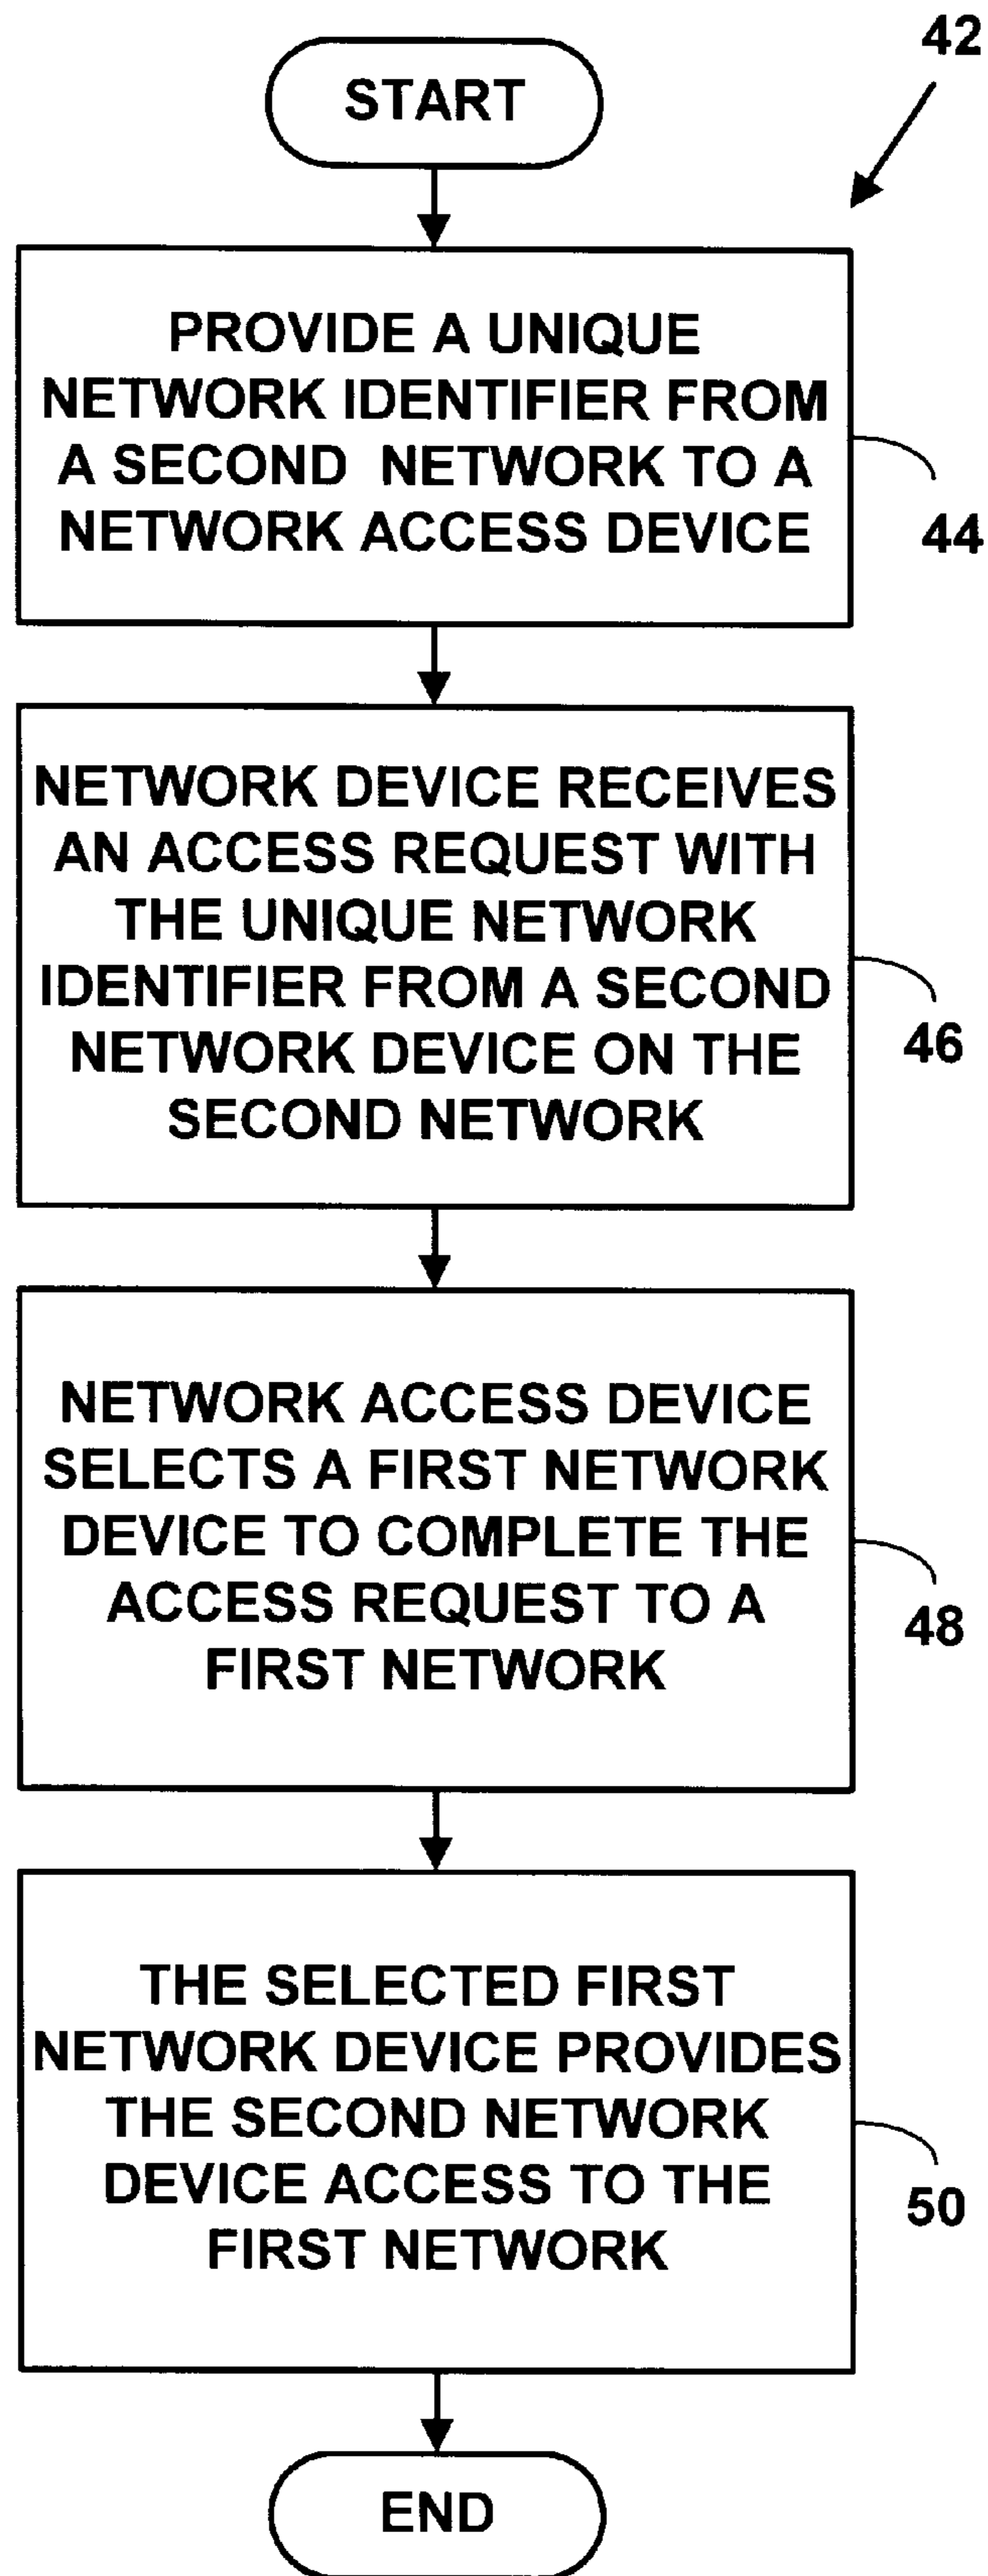 42
START
PROVIDE A UNIQUE
NETWORK IDENTIFIER FROM
A SECOND NETWORK TO A
NETWORK ACCESS DEVICE
44
NETWORK DEVICE RECEIVES
AN ACCESS REQUEST WITH
THE UNIQUE NETWORK
IDENTIFIER FROM A SECOND
NETWORK DEVICE ON THE
SECOND NETWORK
46
NETWORK ACCESS DEVICE
SELECTS A FIRST NETWORK
DEVICE TO COMPLETE THE
ACCESS REQUEST TO A
FIRST NETWORK
48
THE SELECTED FIRST
NETWORK DEVICE PROVIDES
THE SECOND NETWORK
DEVICE ACCESS TO THE
FIRST NETWORK
50
END